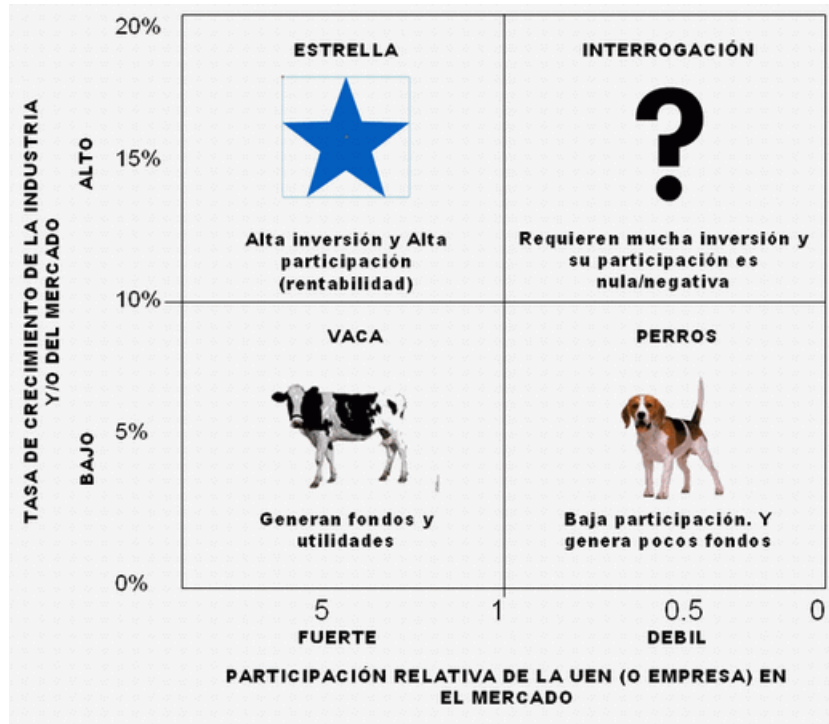 20%
ESTRELLA
INTERROGACIÓN
TASA DE CRECIMIENTO DE LA INDUSTRIA
Y/O DEL MERCADO
ALTO
15%
?
Alta inversión y Alta
participación
(rentabilidad)
Requieren mucha inversión y
su participación es
nula/negativa
10%
VACA
PERROS
BAJO
5%
Generan fondos y
utilidades
Baja participación. Y
genera pocos fondos
0%
5
1
0.5
0
FUERTE
DEBIL
PARTICIPACIÓN RELATIVA DE LA UEN (O EMPRESA) EN
EL MERCADO